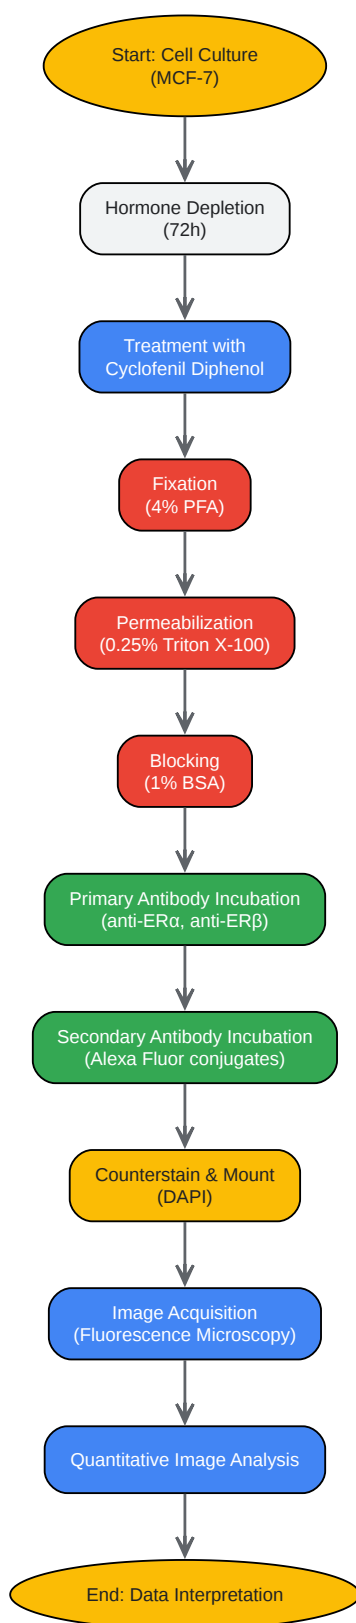 Start: Cell Culture
(MCF-7)
Hormone Depletion
(72h)
Treatment with
Cyclofenil Diphenol
Fixation
(4% PFA)
Permeabilization
(0.25% Triton X-100)
Blocking
(1% BSA)
Primary Antibody Incubation
(anti-ERα, anti-ERβ)
Secondary Antibody Incubation
(Alexa Fluor conjugates)
Counterstain & Mount
(DAPI)
Image Acquisition
(Fluorescence Microscopy)
Quantitative Image Analysis
End: Data Interpretation